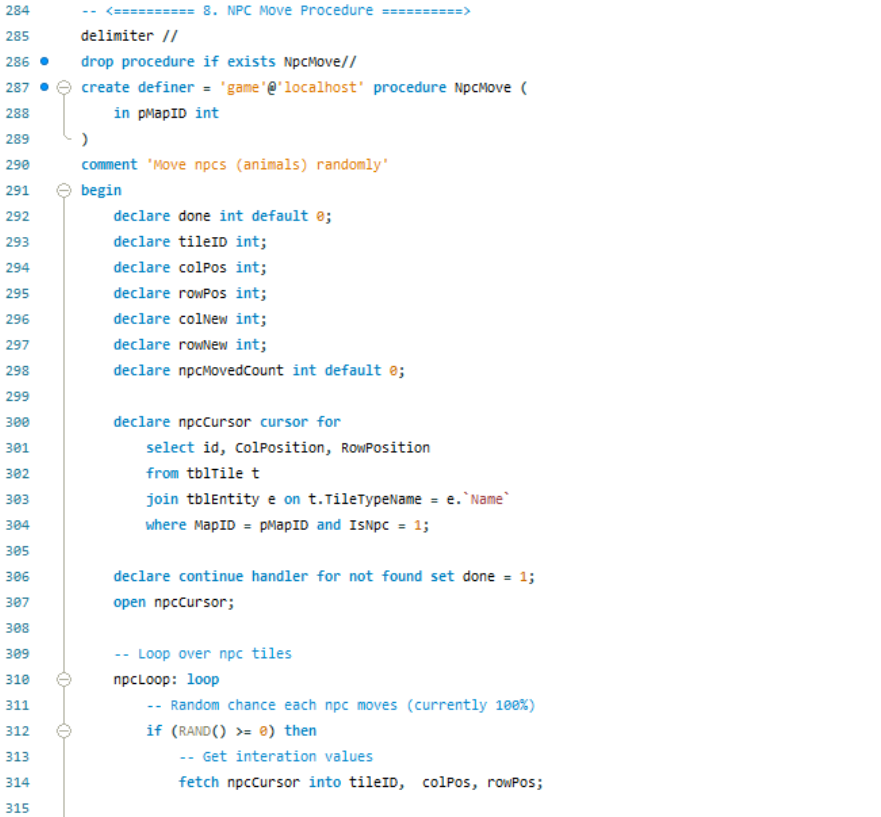 284 -- <========== 8. NPC Move Procedure ==========>
285 delimiter //
286 drop procedure if exists NpcMove//
287 create definer = 'game'@'localhost' procedure NpcMove (
288 in pMapID int
289 )
290 comment 'Move npcs (animals) randomly'
291 begin
292 declare done int default 0;
293 declare tileID int;
294 declare colPos int;
295 declare rowPos int;
296 declare colNew int;
297 declare rowNew int;
298 declare npcMovedCount int default 0;
299
300 declare npcCursor cursor for
301 select id, ColPosition, RowPosition
302 from tblTile t
303 join tblEntity e on t.TileTypeName = e.`Name`
304 where MapID = pMapID and IsNpc = 1;
305
306 declare continue handler for not found set done = 1;
307 open npcCursor;
308
309 -- Loop over npc tiles
310 npcLoop: loop
311 -- Random chance each npc moves (currently 100%)
312 if (RAND() >= 0) then
313 -- Get interation values
314 fetch npcCursor into tileID,  colPos, rowPos;
315